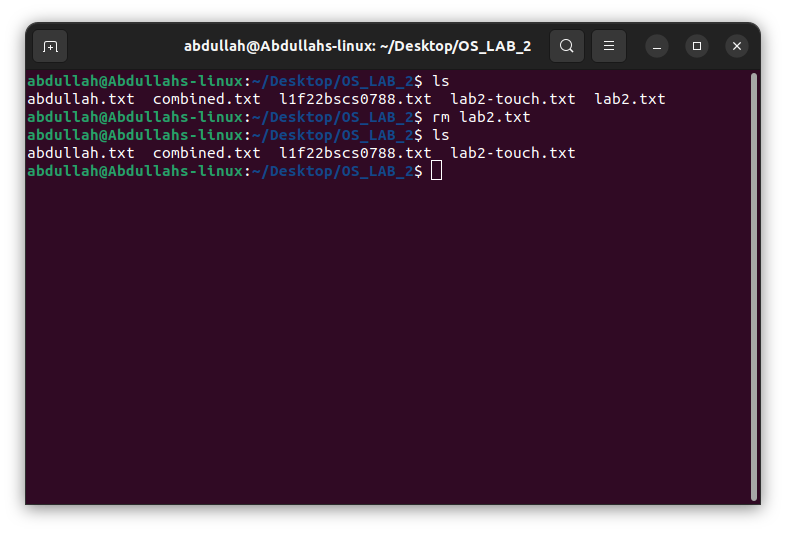 abdullah@Abdullahs-linux: ~/Desktop/OS_LAB_2
abdullah@Abdullahs-linux:~/Desktop/OS_LAB_2$ ls
abdullah.txt  combined.txt  l1f22bscs0788.txt  lab2-touch.txt  lab2.txt
abdullah@Abdullahs-linux:~/Desktop/OS_LAB_2$ rm lab2.txt
abdullah@Abdullahs-linux:~/Desktop/OS_LAB_2$ ls
abdullah.txt  combined.txt  l1f22bscs0788.txt  lab2-touch.txt
abdullah@Abdullahs-linux:~/Desktop/OS_LAB_2$